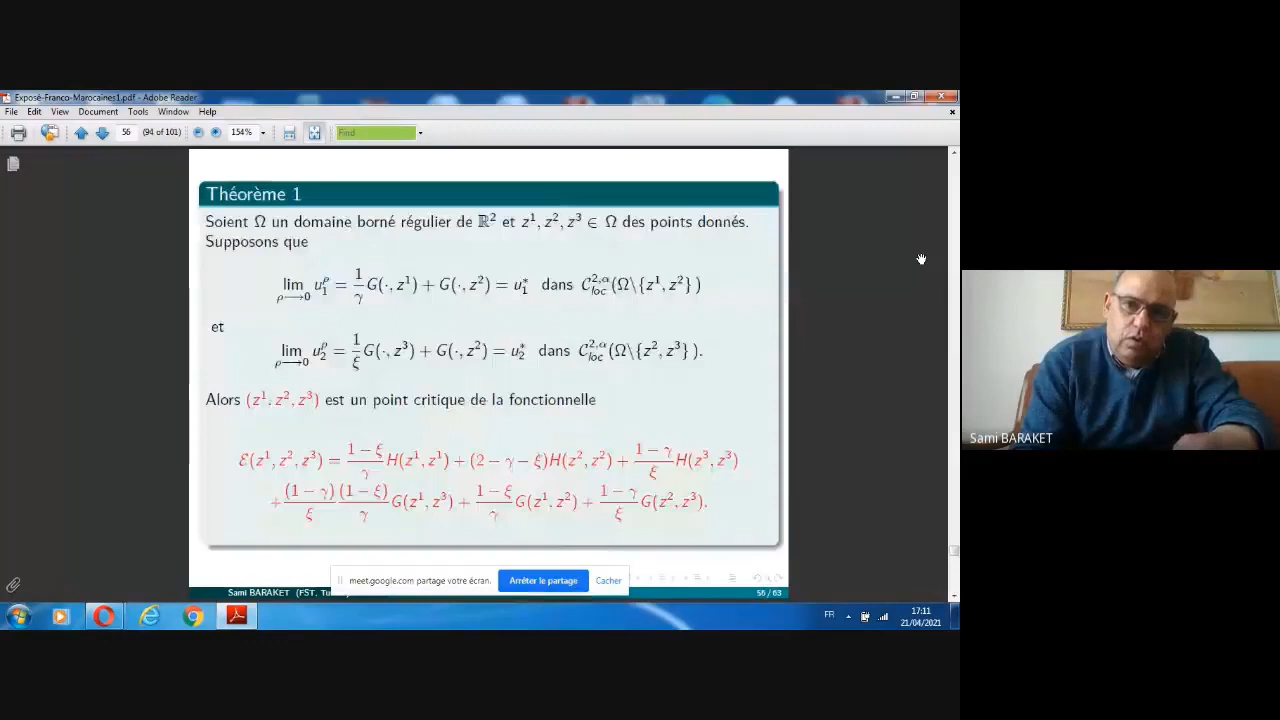 Exposé-Franco-Marocaines1.pdf - Adobe Reader
File Edit View Document Tools Window Help
56 (94 of 101) 154% Find
Théorème 1
Soient Ω un domaine borné régulier de ℝ² et z¹, z², z³ ∈ Ω des points donnés.
Supposons que
lim_{ρ⟶0} u₁^ρ = 1/γ G(·, z¹) + G(·, z²) = u₁* dans 𝒞^{2,α}_{loc}(Ω\{z¹, z²})
et
lim_{ρ⟶0} u₂^ρ = 1/ξ G(·, z³) + G(·, z²) = u₂* dans 𝒞^{2,α}_{loc}(Ω\{z², z³}).
Alors (z¹, z², z³) est un point critique de la fonctionnelle
ℰ(z¹, z², z³) = (1 − ξ)/γ H(z¹, z¹) + (2 − γ − ξ)H(z², z²) + (1 − γ)/ξ H(z³, z³)
+ (1 − γ)/ξ (1 − ξ)/γ G(z¹, z³) + (1 − ξ)/γ G(z¹, z²) + (1 − γ)/ξ G(z², z³).
Sami BARAKET
meet.google.com partage votre écran. Arrêter le partage Cacher
Sami BARAKET (FST, 56 / 63
FR 17:11
21/04/2021